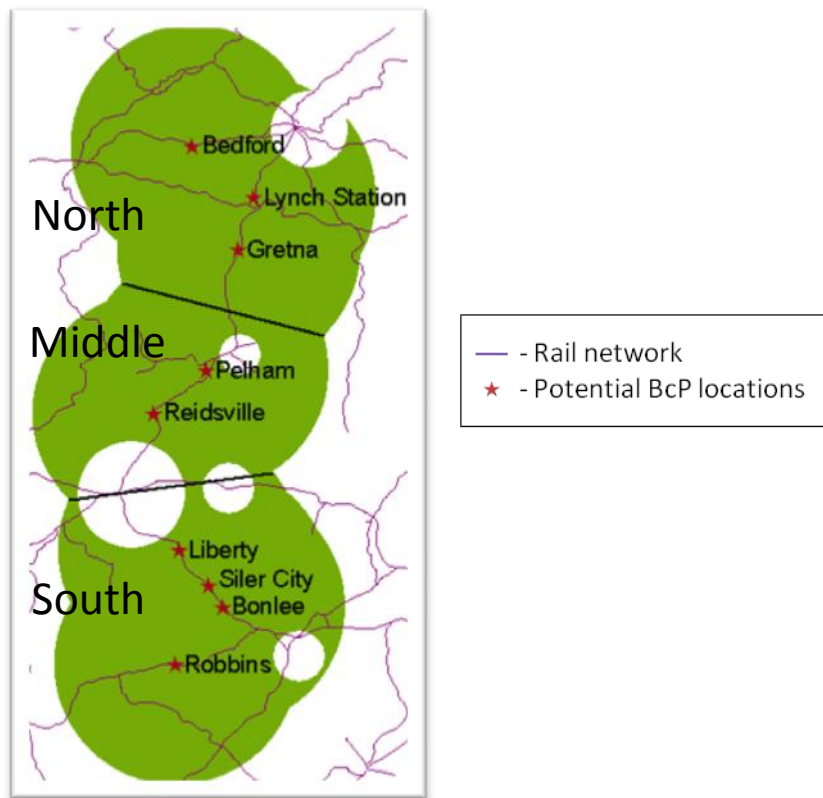 Bedford
Lynch Station
North
Gretna
Middle
Pelham
Reidsville
Liberty
Siler City
South
Bonlee
Robbins
- Rail network
- Potential BcP locations